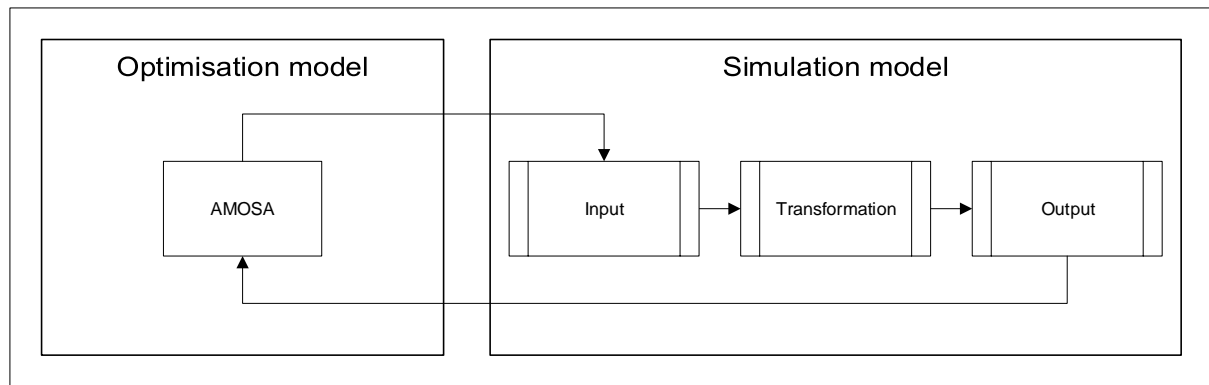 Optimisation model
Simulation model
AMOSA
Input
Transformation
Output